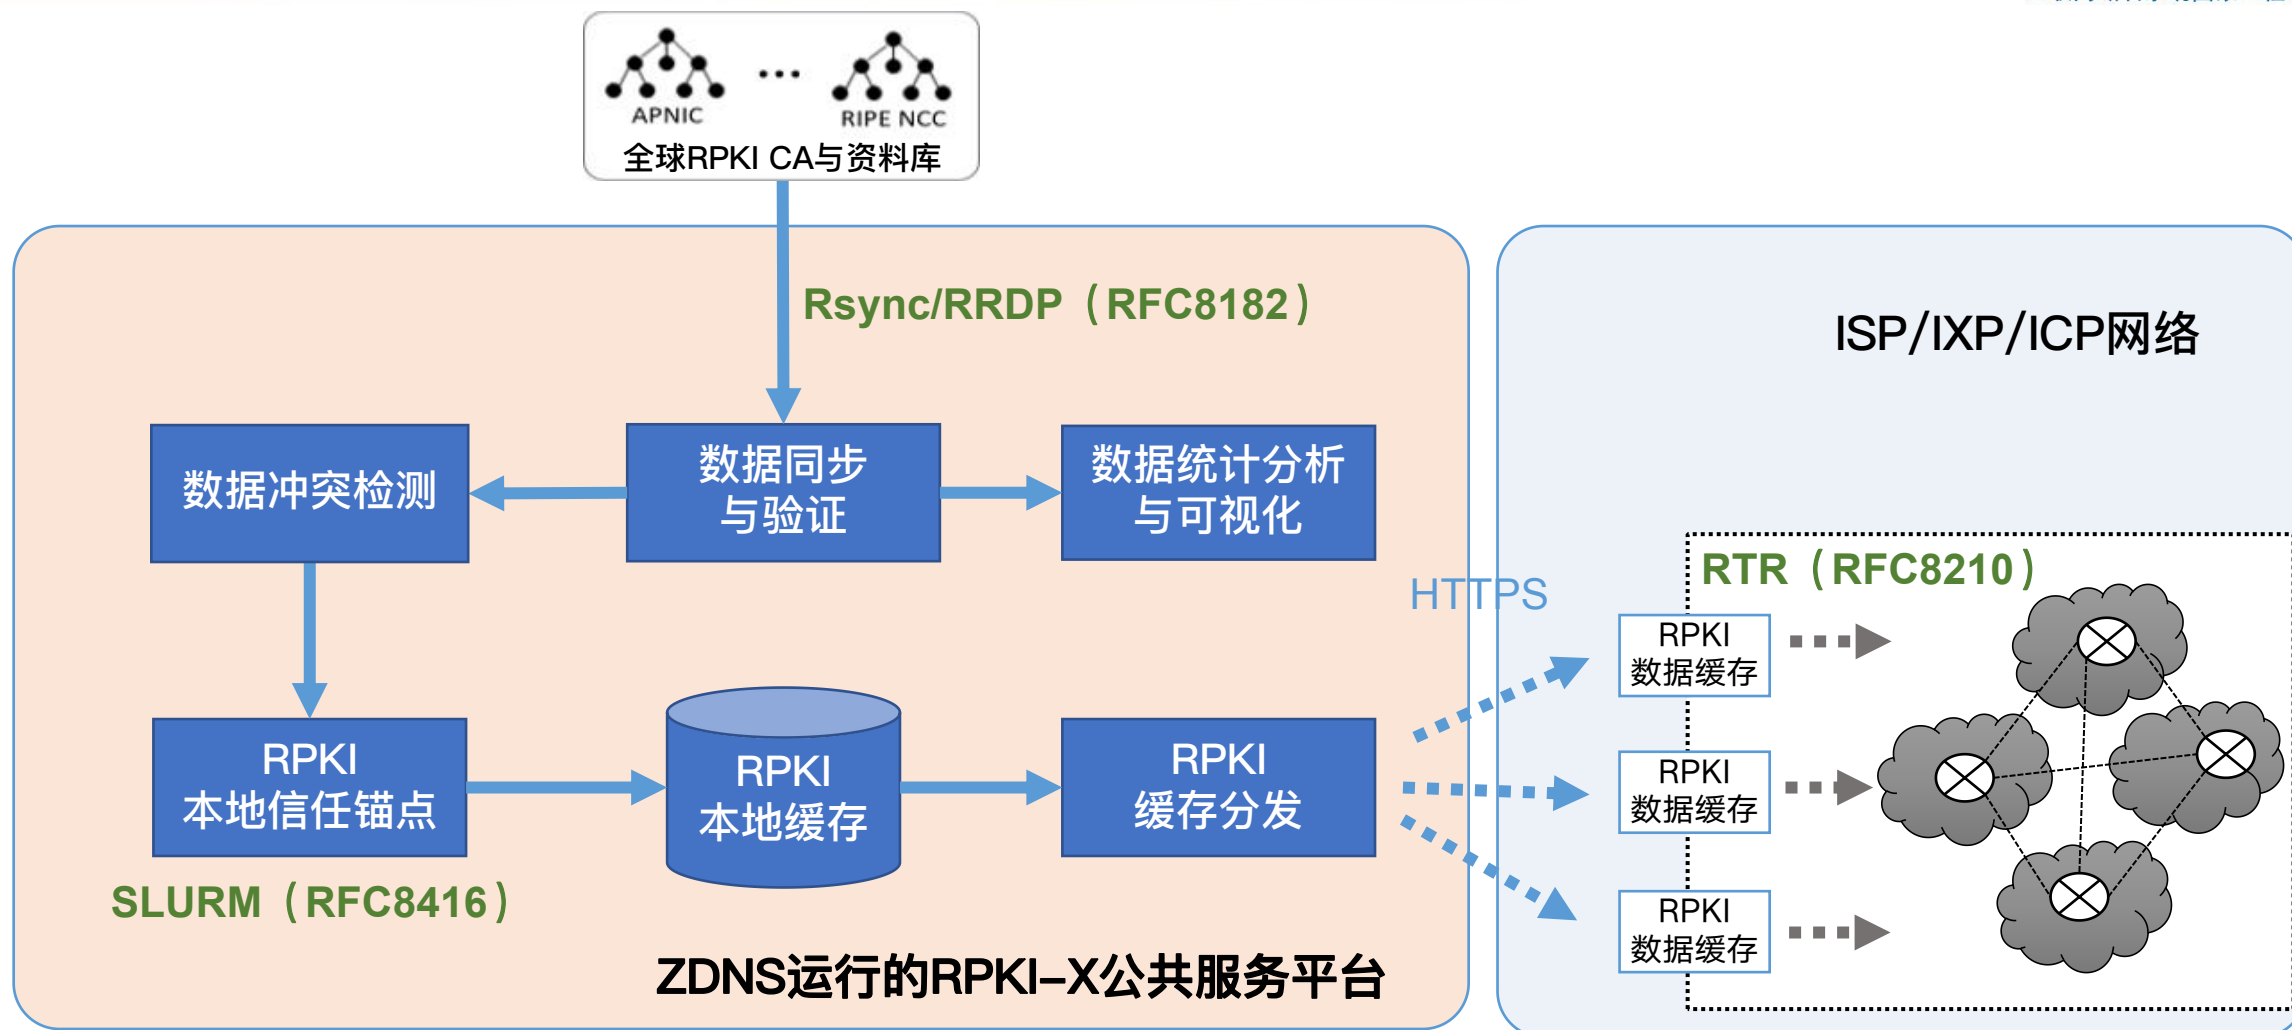 APNIC
...
RIPE NCC
全球RPKI CA与资料库
Rsync/RRDP（RFC8182）
ISP/IXP/ICP网络
数据冲突检测
数据同步
与验证
数据统计分析
与可视化
HTTPS
RTR（RFC8210）
RPKI
数据缓存
RPKI
数据缓存
RPKI
数据缓存
RPKI
本地信任锚点
RPKI
本地缓存
RPKI
缓存分发
SLURM（RFC8416）
ZDNS运行的RPKI-X公共服务平台